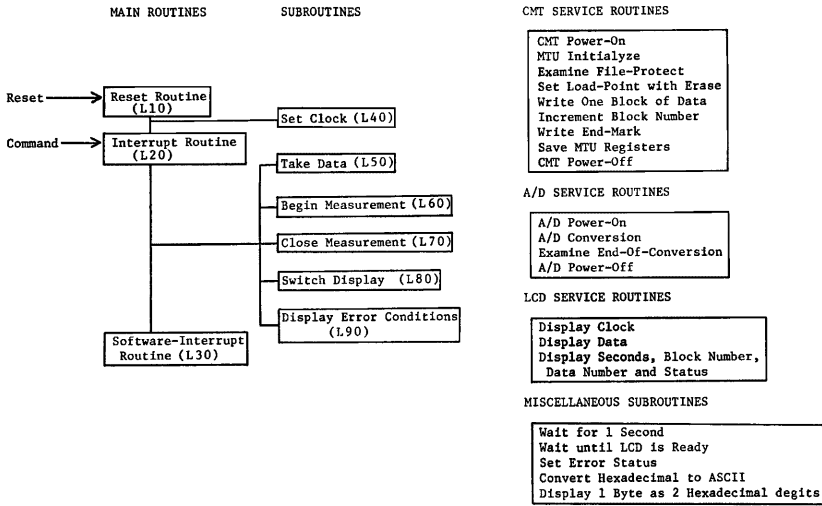 MAIN ROUTINES
SUBROUTINES
Reset
Reset Routine
(L10)
Set Clock (L40)
Command
Interrupt Routine
(L20)
Take Data (L50)
Begin Measurement (L60)
Close Measurement (L70)
Switch Display (L80)
Display Error Conditions
(L90)
Software-Interrupt
Routine (L30)
CMT SERVICE ROUTINES
CMT Power-On
MTU Initialyze
Examine File-Protect
Set Load-Point with Erase
Write One Block of Data
Increment Block Number
Write End-Mark
Save MTU Registers
CMT Power-Off
A/D SERVICE ROUTINES
A/D Power-On
A/D Conversion
Examine End-Of-Conversion
A/D Power-Off
LCD SERVICE ROUTINES
Display Clock
Display Data
Display Seconds, Block Number,
Data Number and Status
MISCELLANEOUS SUBROUTINES
Wait for 1 Second
Wait until LCD is Ready
Set Error Status
Convert Hexadecimal to ASCII
Display 1 Byte as 2 Hexadecimal degits